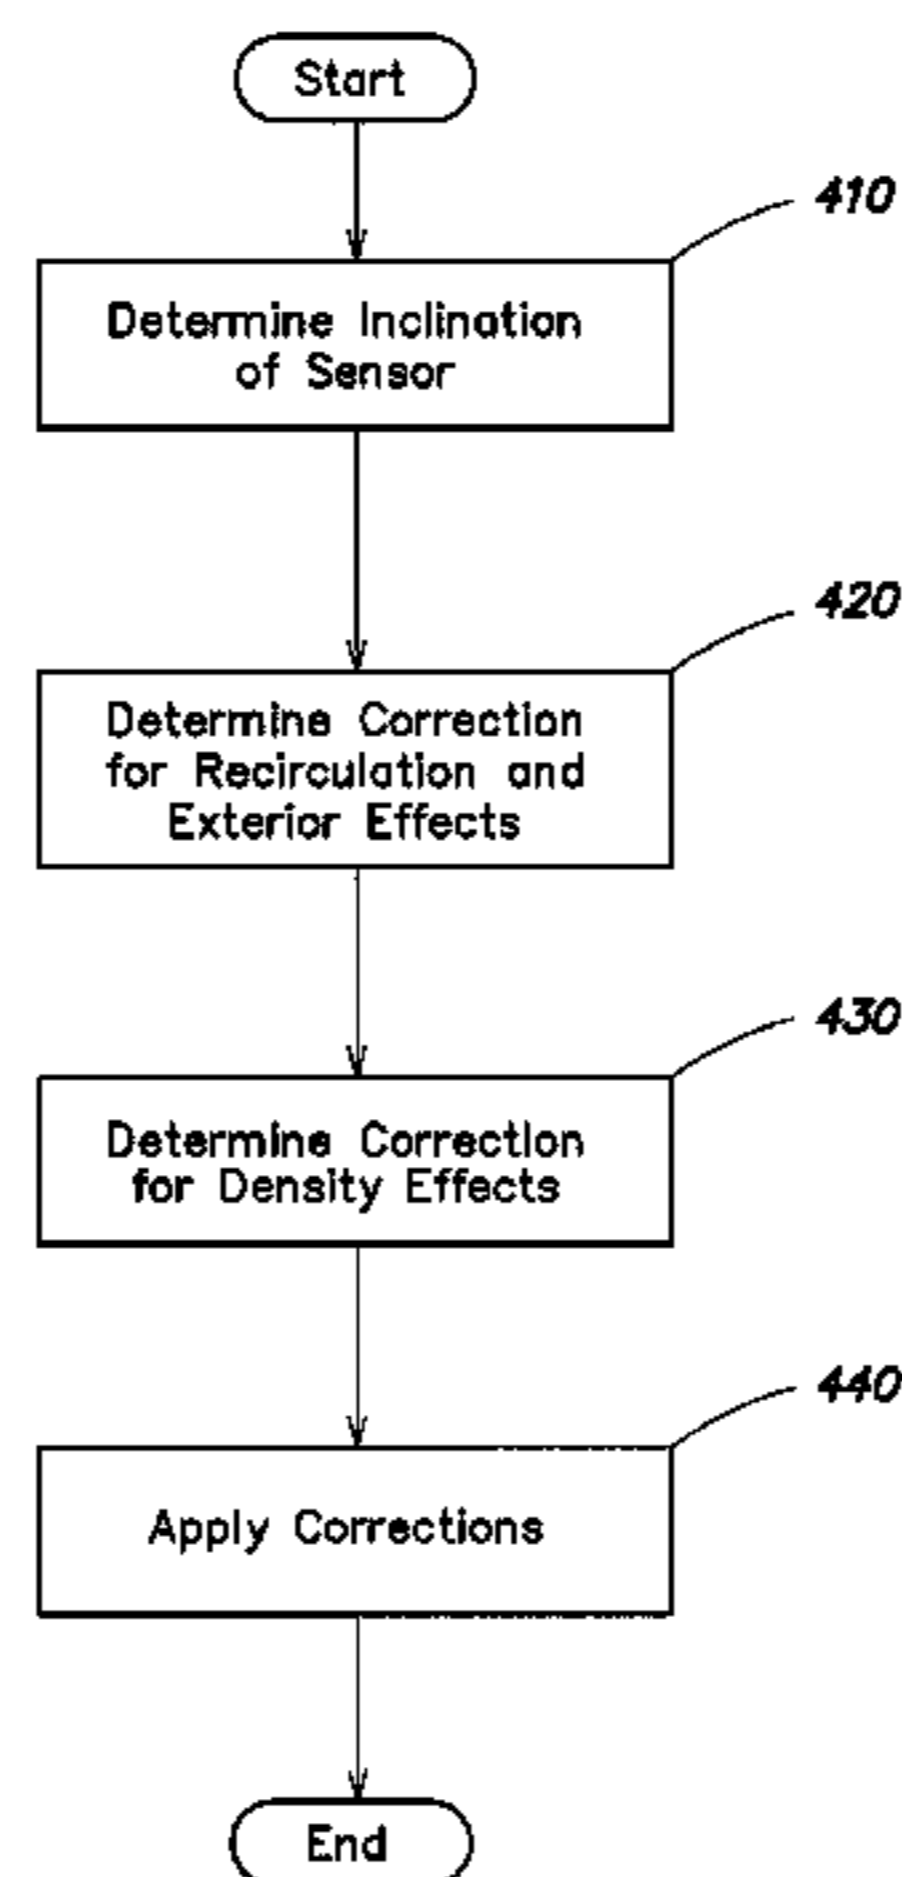 Start
410
Determine Inclination
of Sensor
420
Determine Correction
for Recirculation and
Exterior Effects
430
Determine Correction
for Density Effects
440
Apply Corrections
End